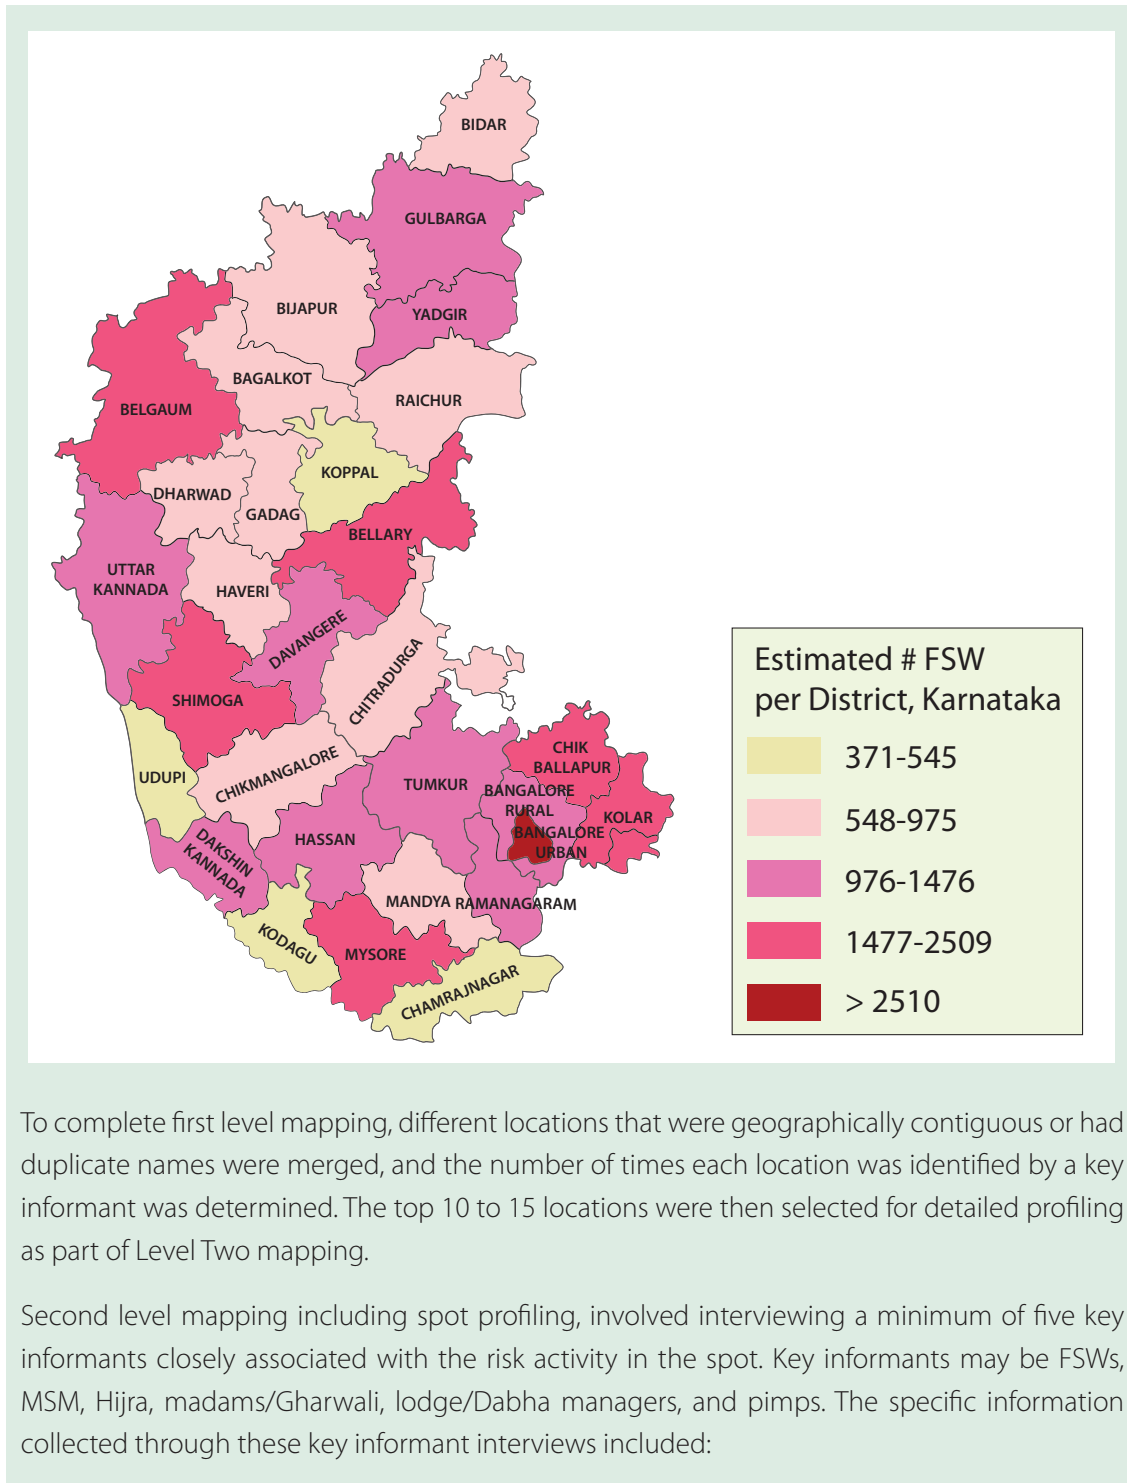 BIDAR
GULBARGA
BIJAPUR
YADGIR
BAGALKOT
RAICHUR
BELGAUM
KOPPAL
DHARWAD
GADAG
BELLARY
UTTAR
KANNADA
HAVERI
DAVANGERE
CHITRADURGA
SHIMOGA
CHIK
BALLAPUR
UDUPI
CHIKMANGALORE
TUMKUR
BANGALORE
RURAL
KOLAR
BANGALORE
URBAN
HASSAN
DAKSHIN
KANNADA
MANDYA
RAMANAGARAM
KODAGU
MYSORE
CHAMRAJNAGAR
Estimated # FSW
per District, Karnataka
371-545
548-975
976-1476
1477-2509
> 2510
To complete first level mapping, different locations that were geographically contiguous or had
duplicate names were merged, and the number of times each location was identified by a key
informant was determined. The top 10 to 15 locations were then selected for detailed profiling
as part of Level Two mapping.
Second level mapping including spot profiling, involved interviewing a minimum of five key
informants closely associated with the risk activity in the spot. Key informants may be FSWs,
MSM, Hijra, madams/Gharwali, lodge/Dabha managers, and pimps. The specific information
collected through these key informant interviews included: